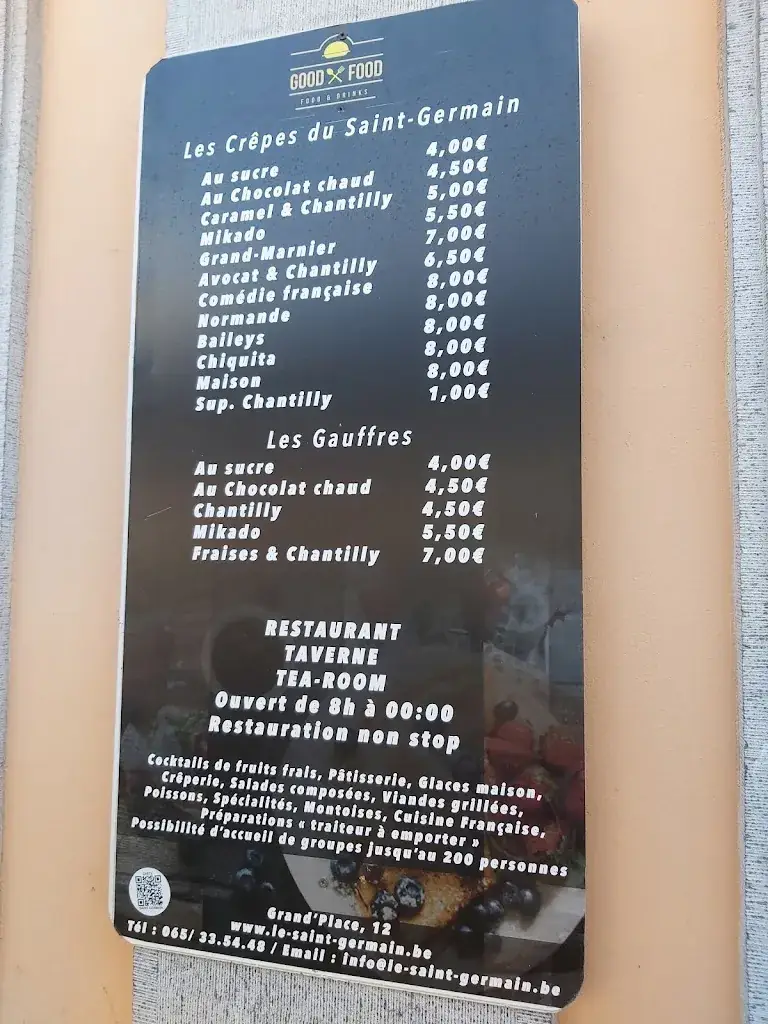 GOOD FOOD
FOOD & DRINKS
Les Crêpes du Saint-Germain
Au sucre 4,00€
Au Chocolat chaud 4,50€
Caramel & Chantilly 5,00€
Mikado 5,50€
Grand-Marnier 7,00€
Avocat & Chantilly 6,50€
Comédie française 8,00€
Normande 8,00€
Baileys 8,00€
Chiquita 8,00€
Maison 8,00€
Sup. Chantilly 1,00€
Les Gauffres
Au sucre 4,00€
Au Chocolat chaud 4,50€
Chantilly 4,50€
Mikado 5,50€
Fraises & Chantilly 7,00€
RESTAURANT
TAVERNE
TEA-ROOM
Ouvert de 8h à 00:00
Restauration non stop
Cocktails de fruits frais, Pâtisserie, Glaces maison,
Crêperie, Salades composées, Viandes grillées,
Poissons, Spécialités, Montoises, Cuisine Française,
Préparations « traiteur à emporter »
Possibilité d'accueil de groupes jusqu'au 200 personnes
Grand'Place, 12
www.le-saint-germain.be
Tél : 065/ 33.54.48 / Email : info@le-saint-germain.be